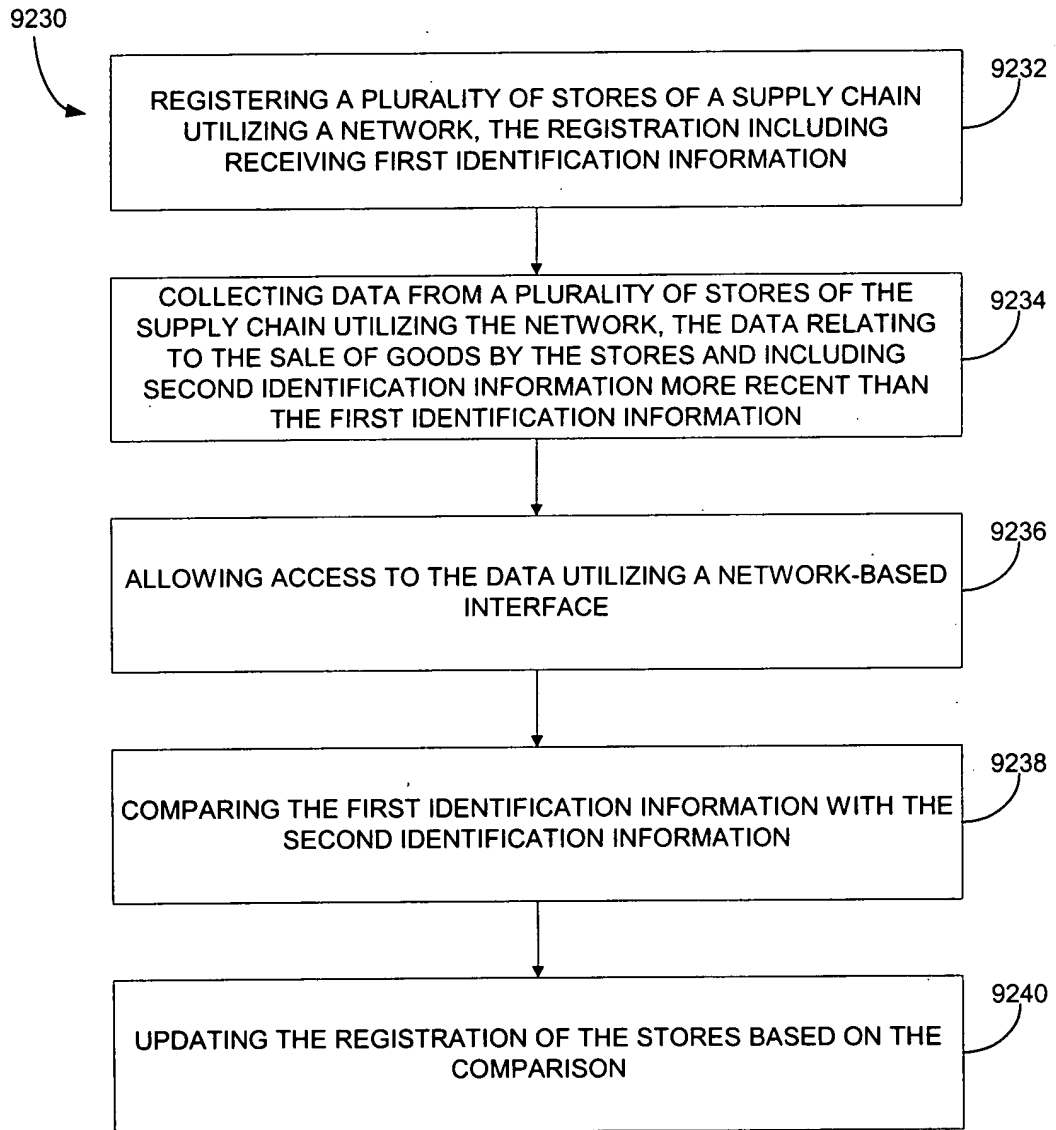 9230
9232
REGISTERING A PLURALITY OF STORES OF A SUPPLY CHAIN
UTILIZING A NETWORK, THE REGISTRATION INCLUDING
RECEIVING FIRST IDENTIFICATION INFORMATION
9234
COLLECTING DATA FROM A PLURALITY OF STORES OF THE
SUPPLY CHAIN UTILIZING THE NETWORK, THE DATA RELATING
TO THE SALE OF GOODS BY THE STORES AND INCLUDING
SECOND IDENTIFICATION INFORMATION MORE RECENT THAN
THE FIRST IDENTIFICATION INFORMATION
9236
ALLOWING ACCESS TO THE DATA UTILIZING A NETWORK-BASED
INTERFACE
9238
COMPARING THE FIRST IDENTIFICATION INFORMATION WITH THE
SECOND IDENTIFICATION INFORMATION
9240
UPDATING THE REGISTRATION OF THE STORES BASED ON THE
COMPARISON